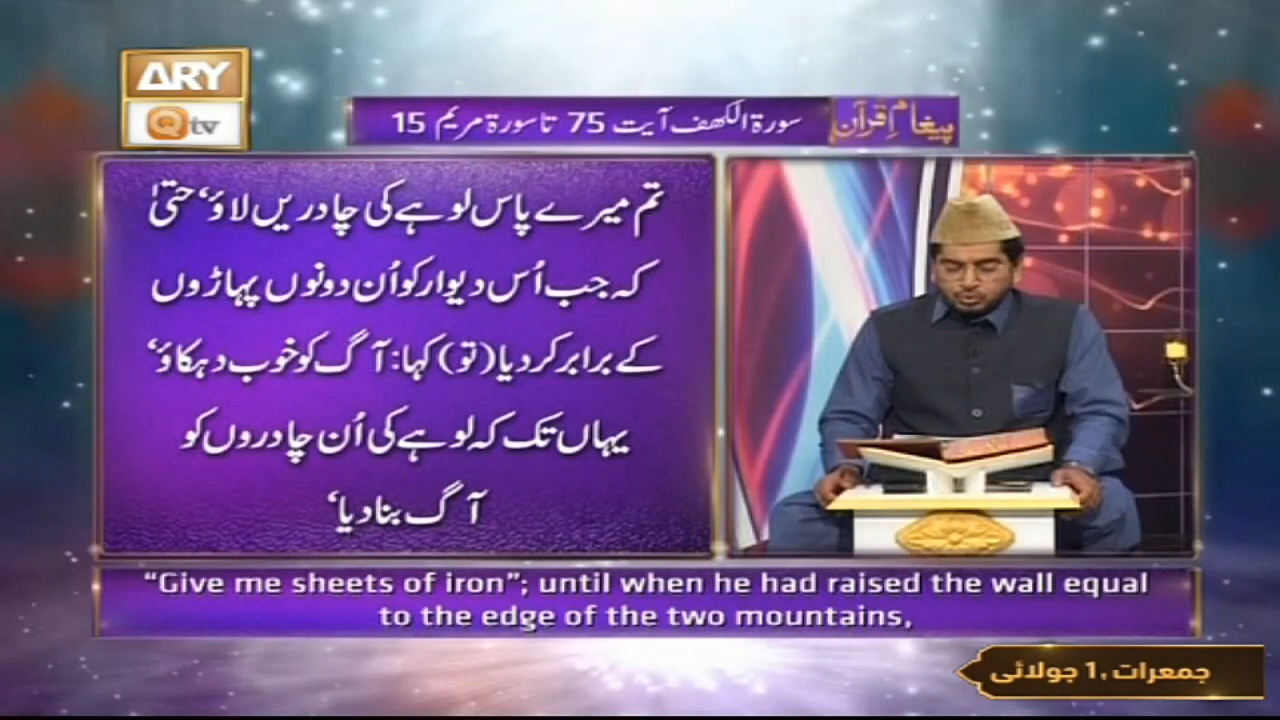 ARY
Qtv
پیغام قرآن
سورۃ الکھف آیت 75 تا سورۃ مریم 15
تم میرے پاس لوہے کی چادریں لاؤ‘ حتیٰ
کہ جب اُس دیوار کو اُن دونوں پہاڑوں
کے برابر کر دیا (تو) کہا: آگ کو خوب دہکاؤ‘
یہاں تک کہ لوہے کی اُن چادروں کو
آگ بنا دیا‘
“Give me sheets of iron”; until when he had raised the wall equal
to the edge of the two mountains,
جمعرات, 1 جولائی